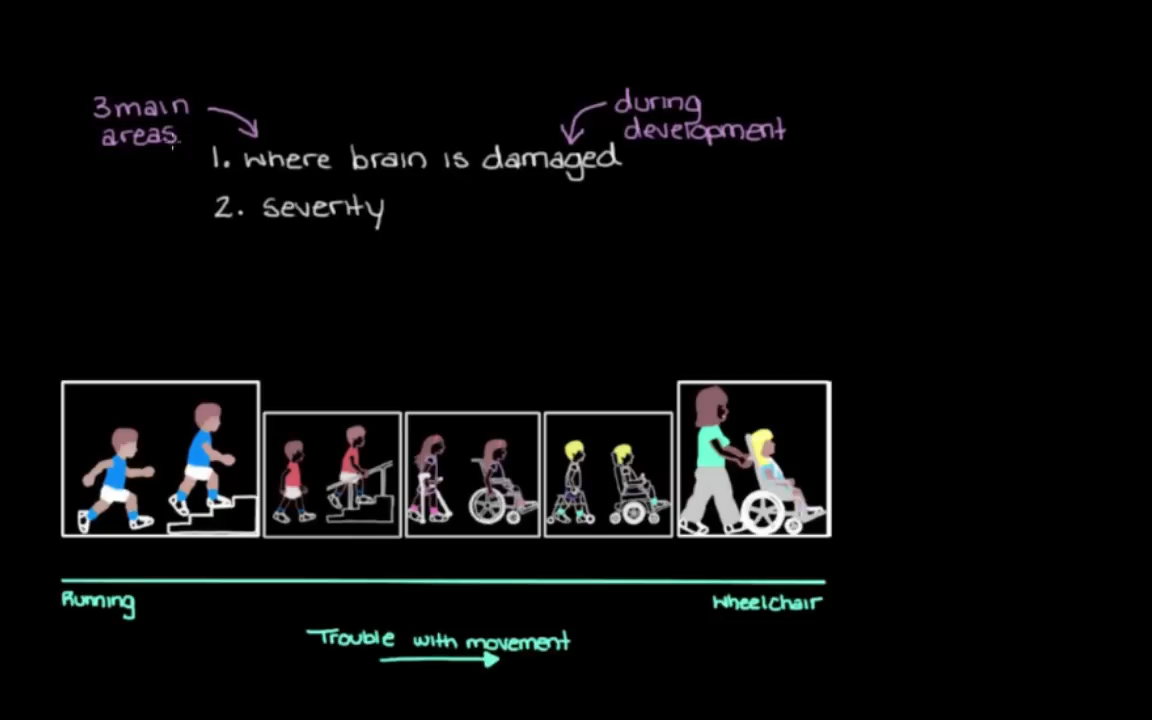 3 main
areas
during
development
1. where brain is damaged
2. severity
Running
Wheelchair
Trouble with movement